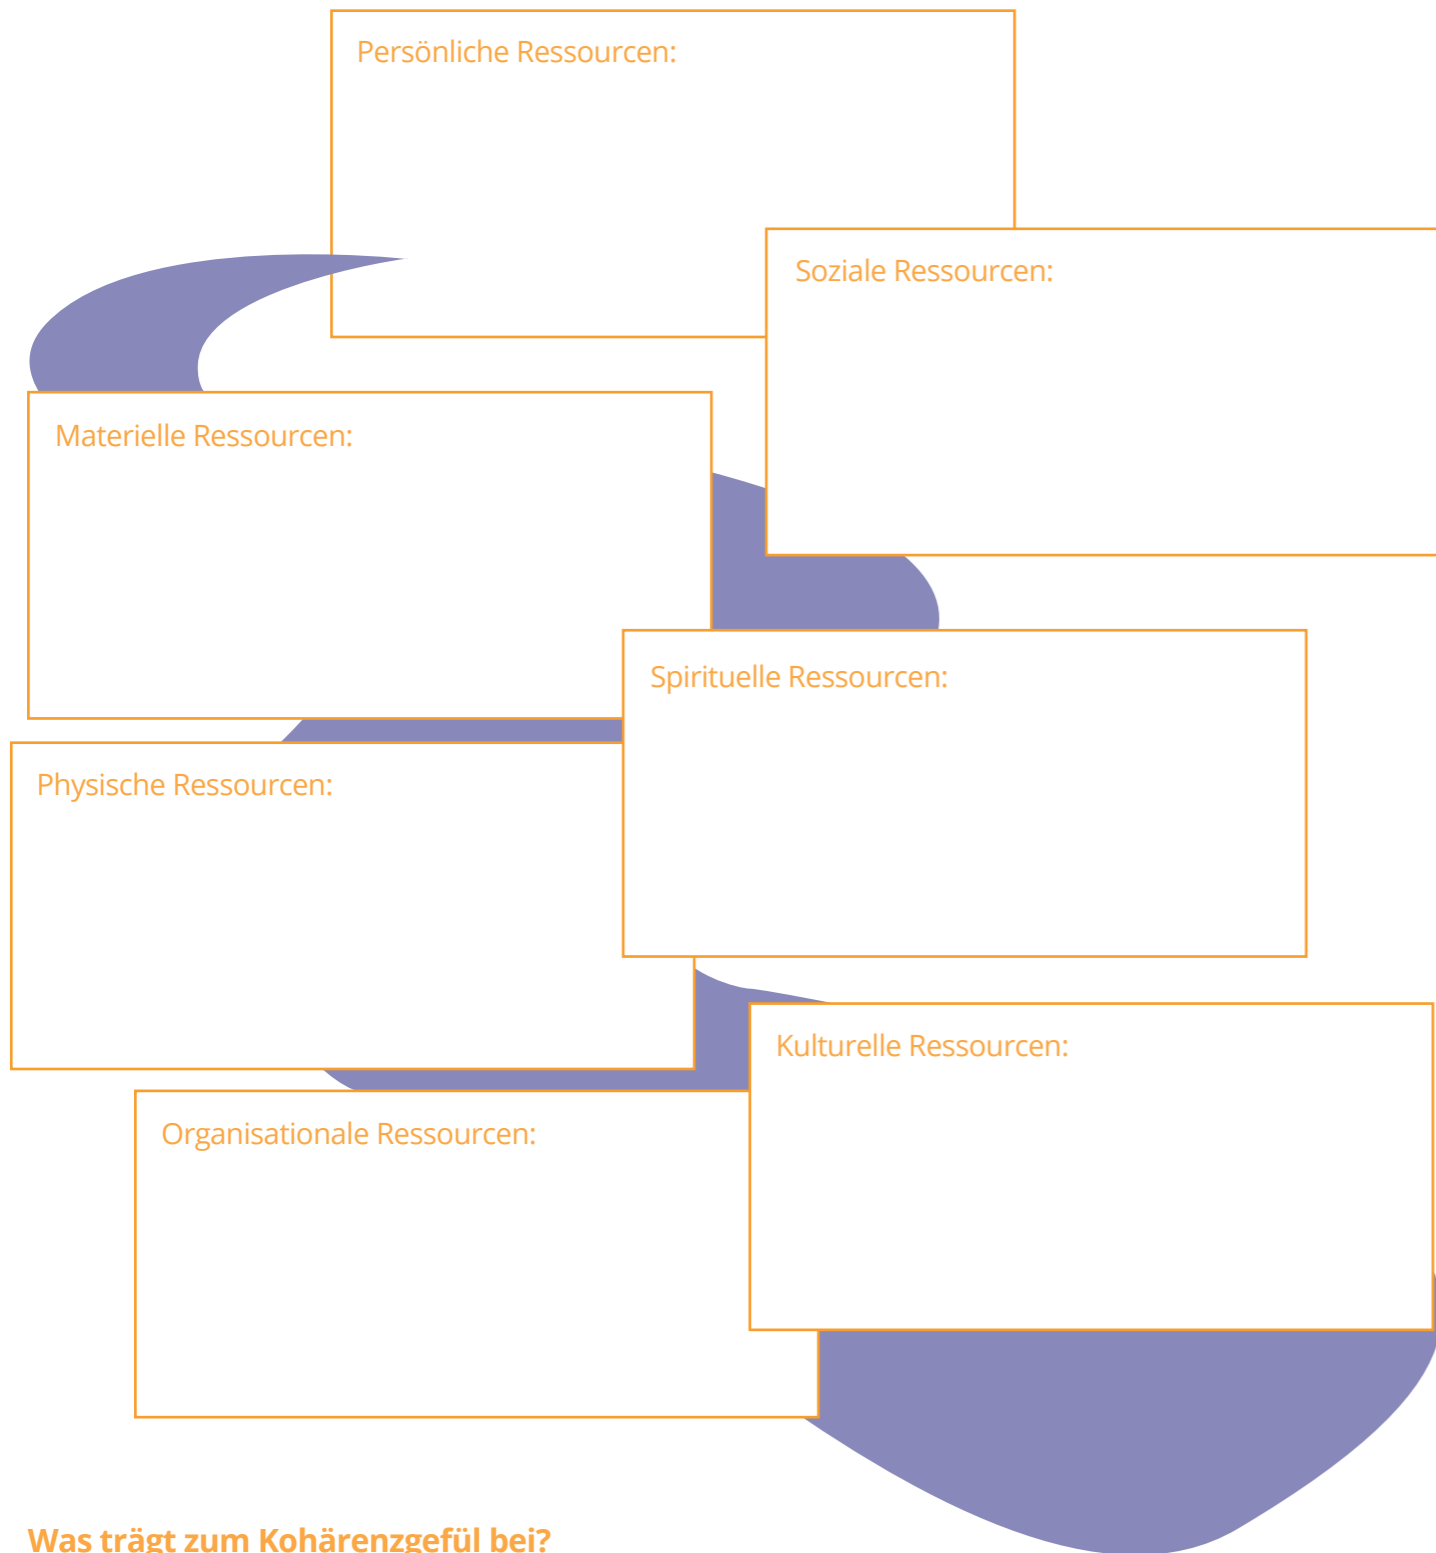 Persönliche Ressourcen:
Soziale Ressourcen:
Materielle Ressourcen:
Spirituelle Ressourcen:
Physische Ressourcen:
Kulturelle Ressourcen:
Organisationale Ressourcen:
Was trägt zum Kohärenzgefül bei?